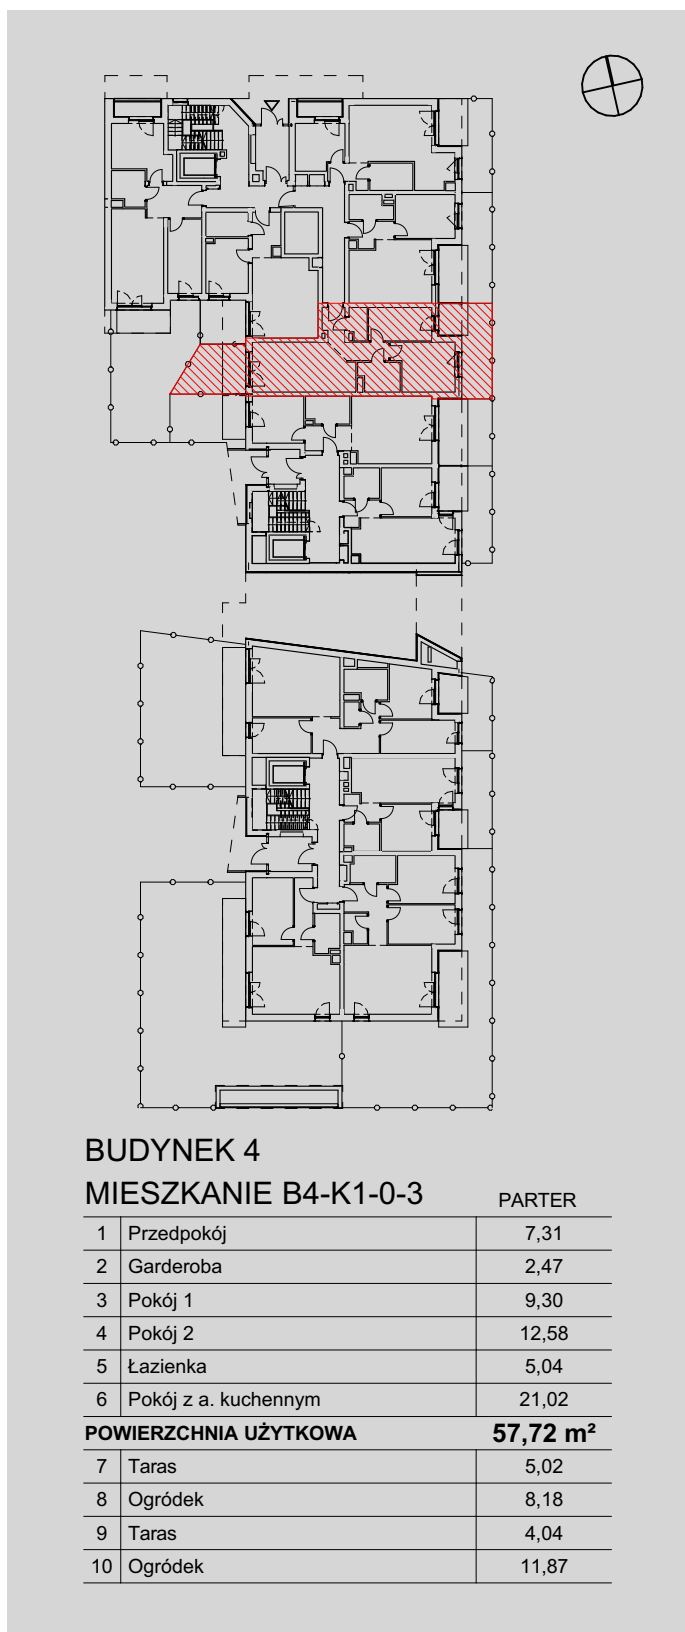 BUDYNEK 4
MIESZKANIE B4-K1-0-3 PARTER
1 Przedpokój 7,31
2 Garderoba 2,47
3 Pokój 1 9,30
4 Pokój 2 12,58
5 Łazienka 5,04
6 Pokój z a. kuchennym 21,02
POWIERZCHNIA UŻYTKOWA 57,72 m²
7 Taras 5,02
8 Ogródek 8,18
9 Taras 4,04
10 Ogródek 11,87